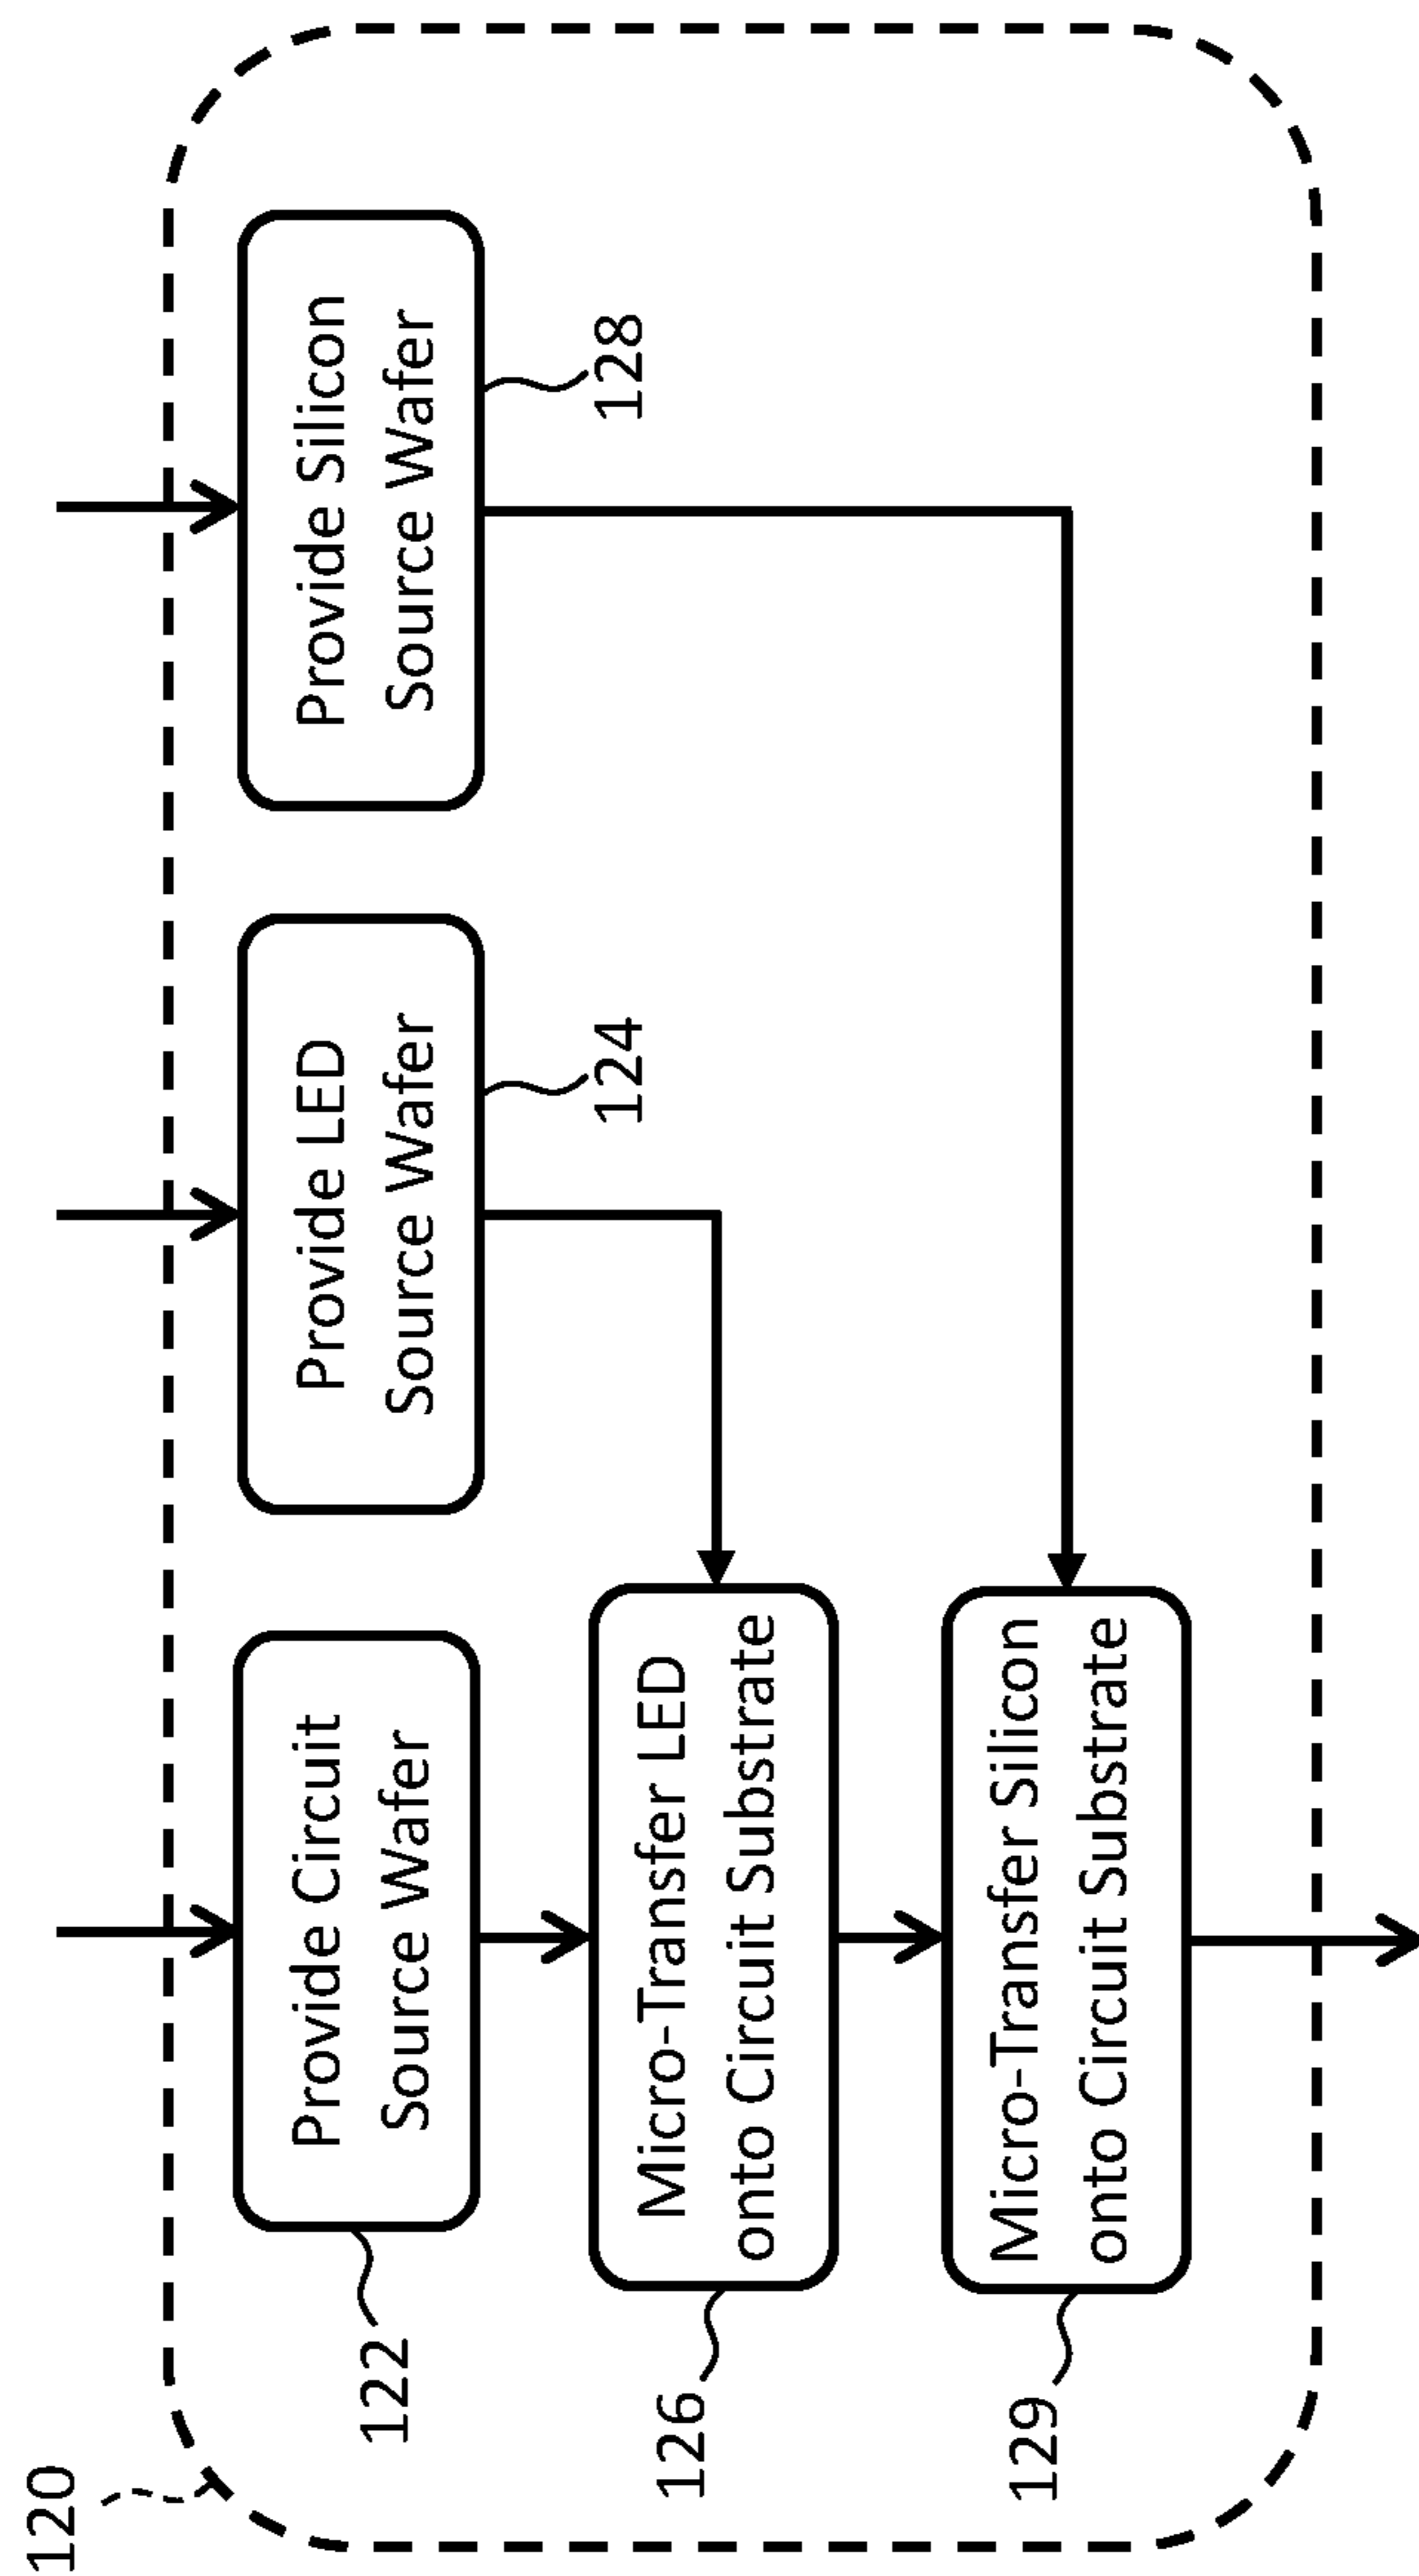 120
Provide Circuit
Source Wafer
122
Provide LED
Source Wafer
124
Provide Silicon
Source Wafer
128
Micro-Transfer LED
onto Circuit Substrate
126
Micro-Transfer Silicon
onto Circuit Substrate
129